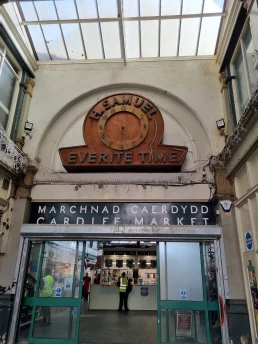 H. SAMUEL
EVERITE TIME
MARCHNAD CAERDYDD
CARDIFF MARKET